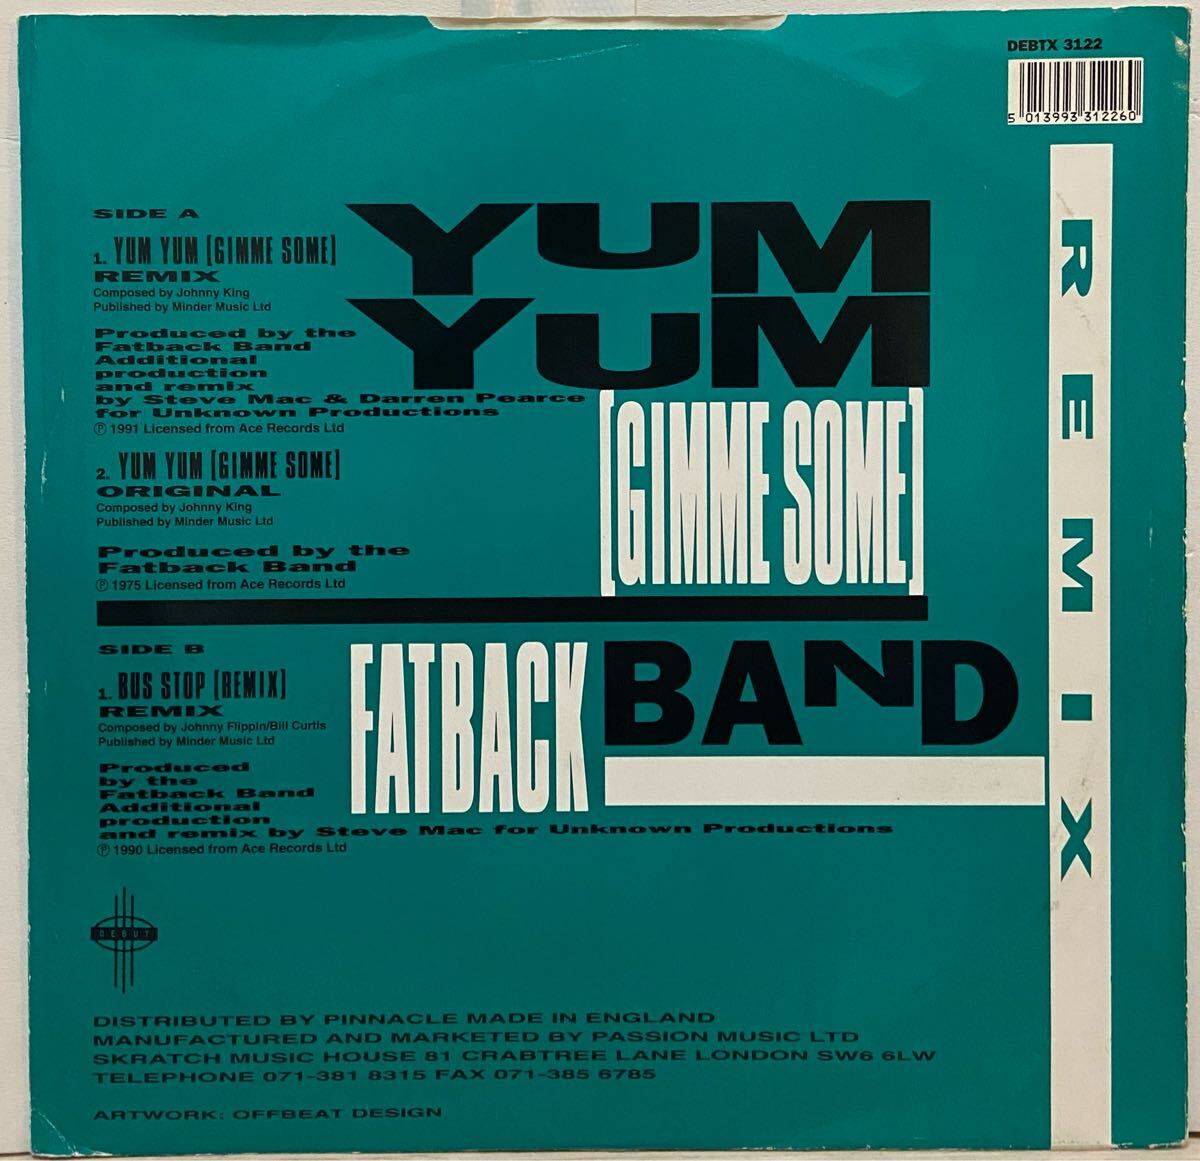 DEBTX 3122
5 013993 312260
SIDE A
1. YUM YUM [GIMME SOME]
REMIX
Composed by Johnny King
Published by Minder Music Ltd
Produced by the
Fatback Band
Additional
production
and remix
by Steve Mac & Darren Pearce
for Unknown Productions
Ⓟ 1991 Licensed from Ace Records Ltd
2. YUM YUM [GIMME SOME]
ORIGINAL
Composed by Johnny King
Published by Minder Music Ltd
Produced by the
Fatback Band
Ⓟ 1975 Licensed from Ace Records Ltd
YUM
YUM
[GIMME SOME]
FATBACK BAND
REMIX
SIDE B
1. BUS STOP [REMIX]
REMIX
Composed by Johnny Flippin/Bill Curtis
Published by Minder Music Ltd
Produced
by the
Fatback Band
Additional
production
and remix by Steve Mac for Unknown Productions
Ⓟ 1990 Licensed from Ace Records Ltd
DEBUT
DISTRIBUTED BY PINNACLE MADE IN ENGLAND
MANUFACTURED AND MARKETED BY PASSION MUSIC LTD
SKRATCH MUSIC HOUSE 81 CRABTREE LANE LONDON SW6 6LW
TELEPHONE 071-381 8315 FAX 071-385 6785
ARTWORK: OFFBEAT DESIGN